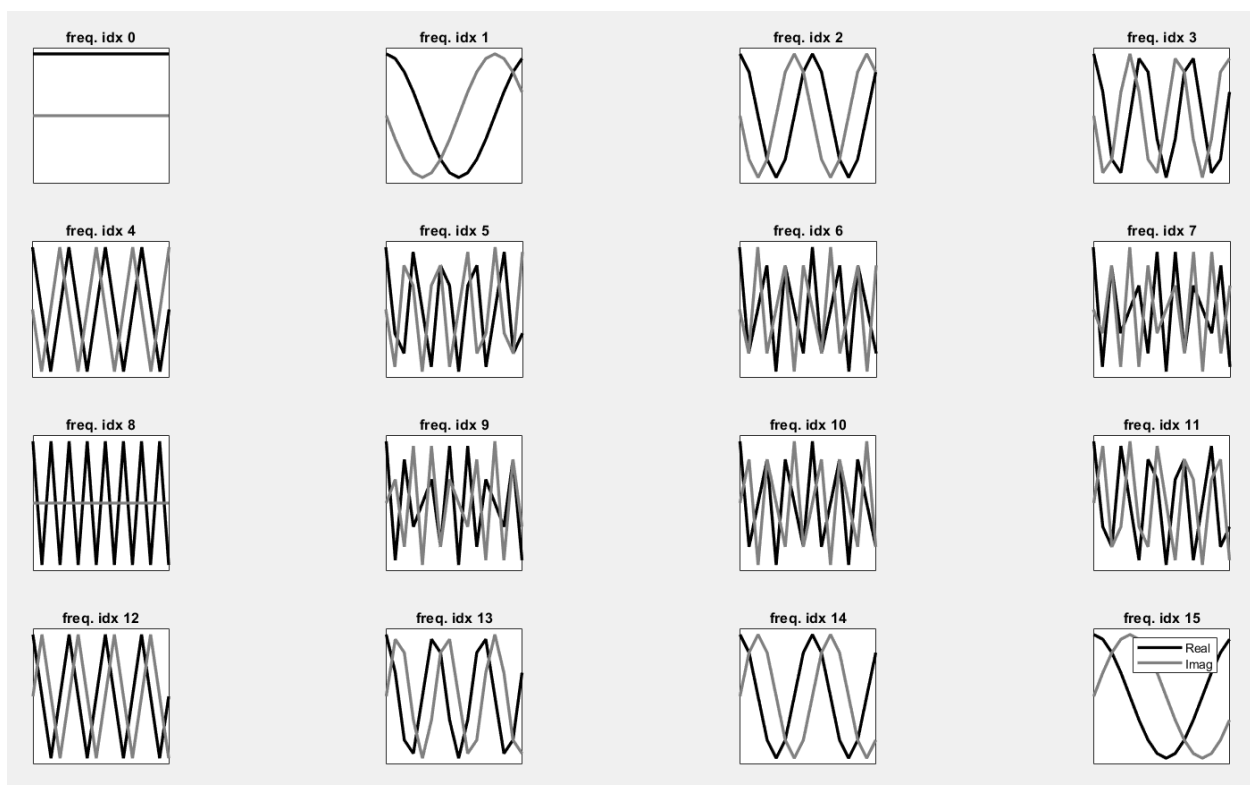 freq. idx 0
freq. idx 1
freq. idx 2
freq. idx 3
freq. idx 4
freq. idx 5
freq. idx 6
freq. idx 7
freq. idx 8
freq. idx 9
freq. idx 10
freq. idx 11
freq. idx 12
freq. idx 13
freq. idx 14
freq. idx 15
Real
Imag